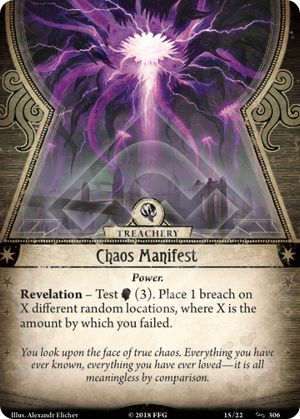 TREACHERY
Chaos Manifest
Power.
Revelation – Test (3). Place 1 breach on
X different random locations, where X is the
amount by which you failed.
You look upon the face of true chaos. Everything you have
ever known, everything you have ever loved—it is all
meaningless by comparison.
Illus. Alexandr Elichev © 2018 FFG 15/22 306